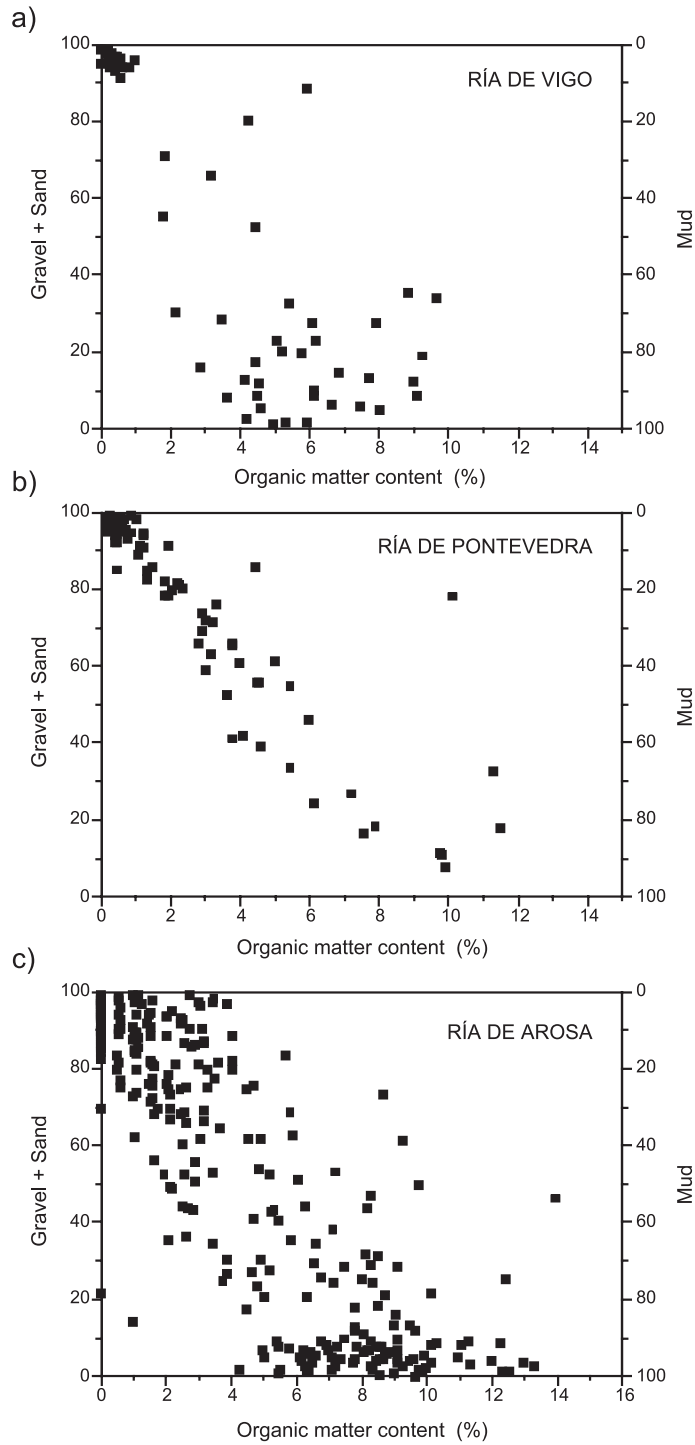 a)
100 0
RÍA DE VIGO
80 20
60 40
Gravel + Sand
Mud
40 60
20 80
0 100
0 2 4 6 8 10 12 14
Organic matter content (%)
b)
100 0
RÍA DE PONTEVEDRA
80 20
60 40
Gravel + Sand
Mud
40 60
20 80
0 100
0 2 4 6 8 10 12 14
Organic matter content (%)
c)
100 0
RÍA DE AROSA
80 20
60 40
Gravel + Sand
Mud
40 60
20 80
0 100
0 2 4 6 8 10 12 14 16
Organic matter content (%)